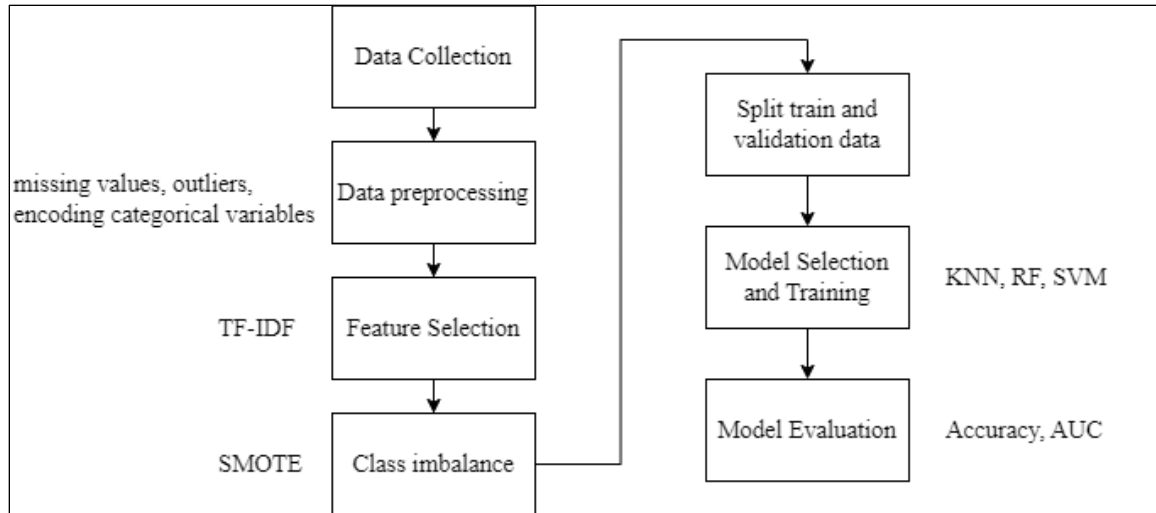 Data Collection
missing values, outliers,
encoding categorical variables
Data preprocessing
TF-IDF
Feature Selection
SMOTE
Class imbalance
Split train and
validation data
Model Selection
and Training
KNN, RF, SVM
Model Evaluation
Accuracy, AUC